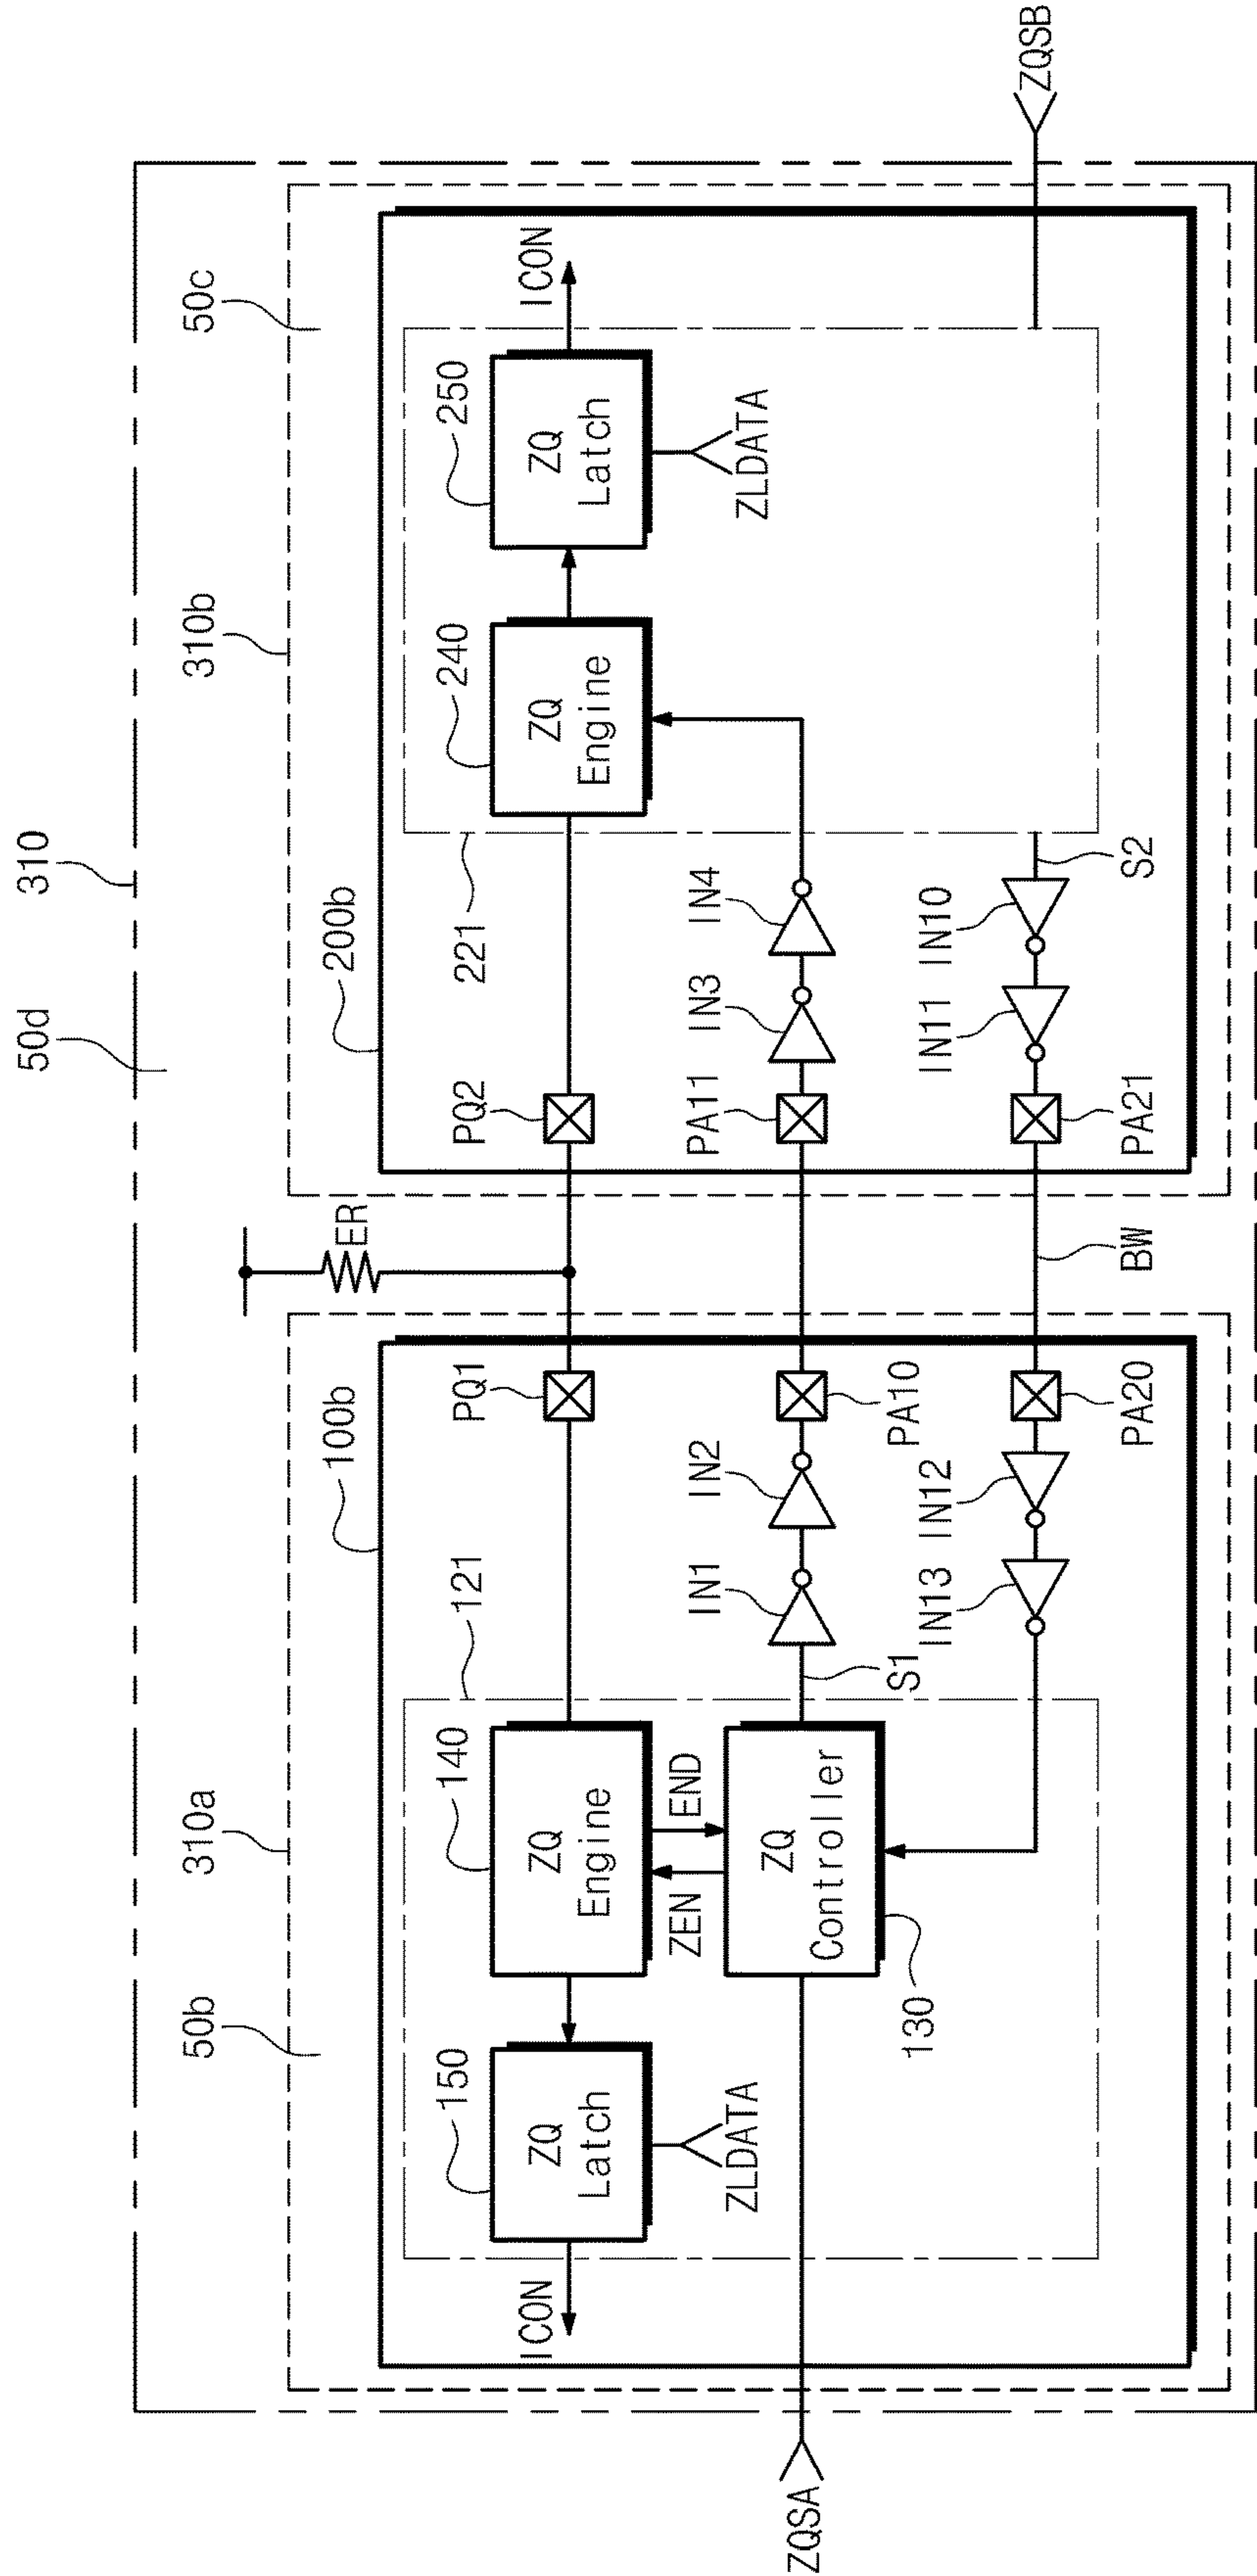 310
50d
310a
310b
50b
50c
100b
200b
ER
150
140
121
PQ1
PQ2
221
240
250
ICON
ZQ
Latch
ZQ
Engine
ZQ
Engine
ZQ
Latch
ICON
ZLDATA
ZEN
END
IN1
IN2
PA11
IN3
IN4
ZLDATA
ZQSA
ZQ
Controller
S1
PA10
130
IN13
IN12
IN11
IN10
PA20
BW
PA21
S2
ZQSB